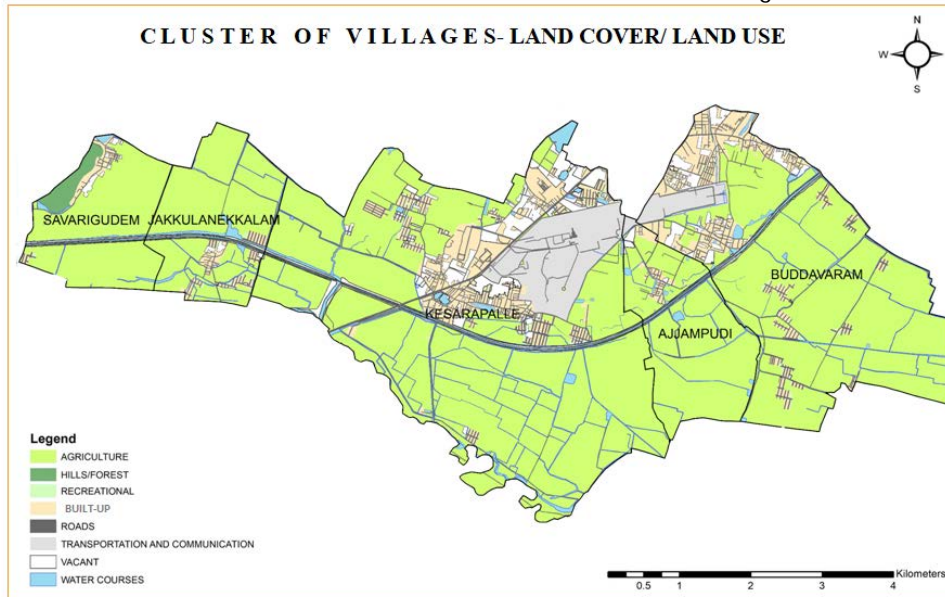 CLUSTER OF VILLAGES- LAND COVER/ LAND USE
N
W
S
SAVARIGUDEM
JAKKULANEKKALAM
BUDDAVARAM
KESARAPALLE
AJJAMPUDI
Legend
AGRICULTURE
HILLS/FOREST
RECREATIONAL
BUILT-UP
ROADS
TRANSPORTATION AND COMMUNICATION
VACANT
WATER COURSES
Kilometers
0.5 1 2 3 4